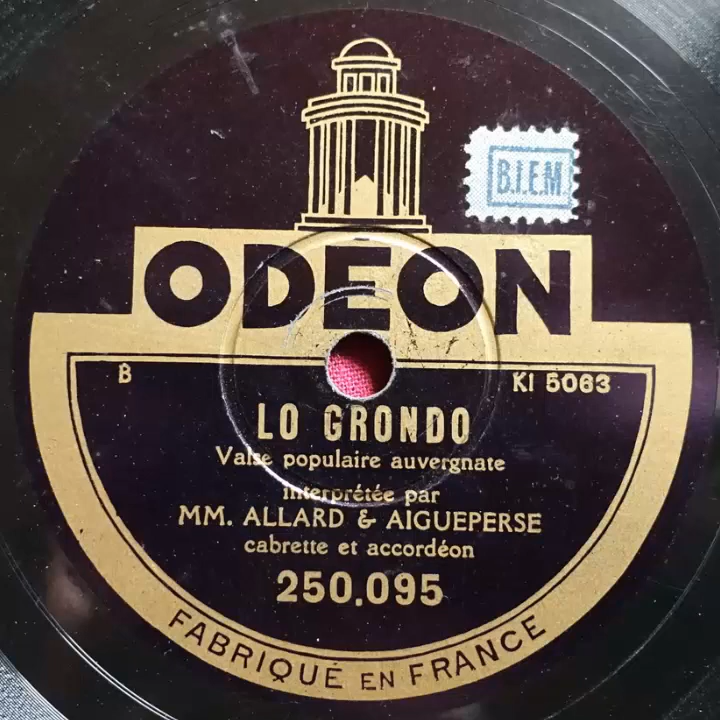 B.I.E.M.
ODEON
B
KI 5063
LO GRONDO
Valse populaire auvergnate
interprétée par
MM. ALLARD & AIGUEPERSE
cabrette et accordéon
250.095
FABRIQUÉ EN FRANCE